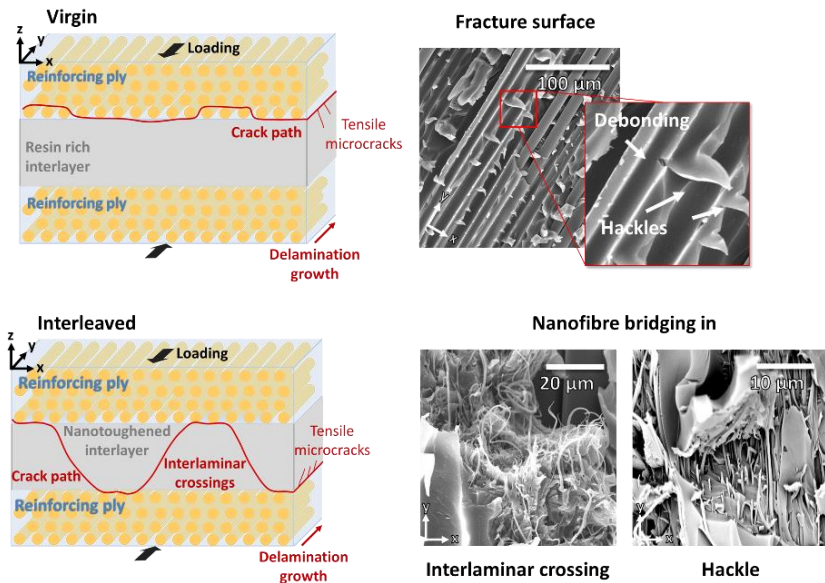 Virgin
z
y
x
Loading
Reinforcing ply
Crack path
Tensile
microcracks
Resin rich
interlayer
Reinforcing ply
Delamination
growth
Fracture surface
100 µm
Debonding
Hackles
y
x
Interleaved
z
y
x
Loading
Reinforcing ply
Nanotoughened
interlayer
Tensile
microcracks
Crack path
Interlaminar
crossings
Reinforcing ply
Delamination
growth
Nanofibre bridging in
20 µm
y
x
Interlaminar crossing
10 µm
y
x
Hackle